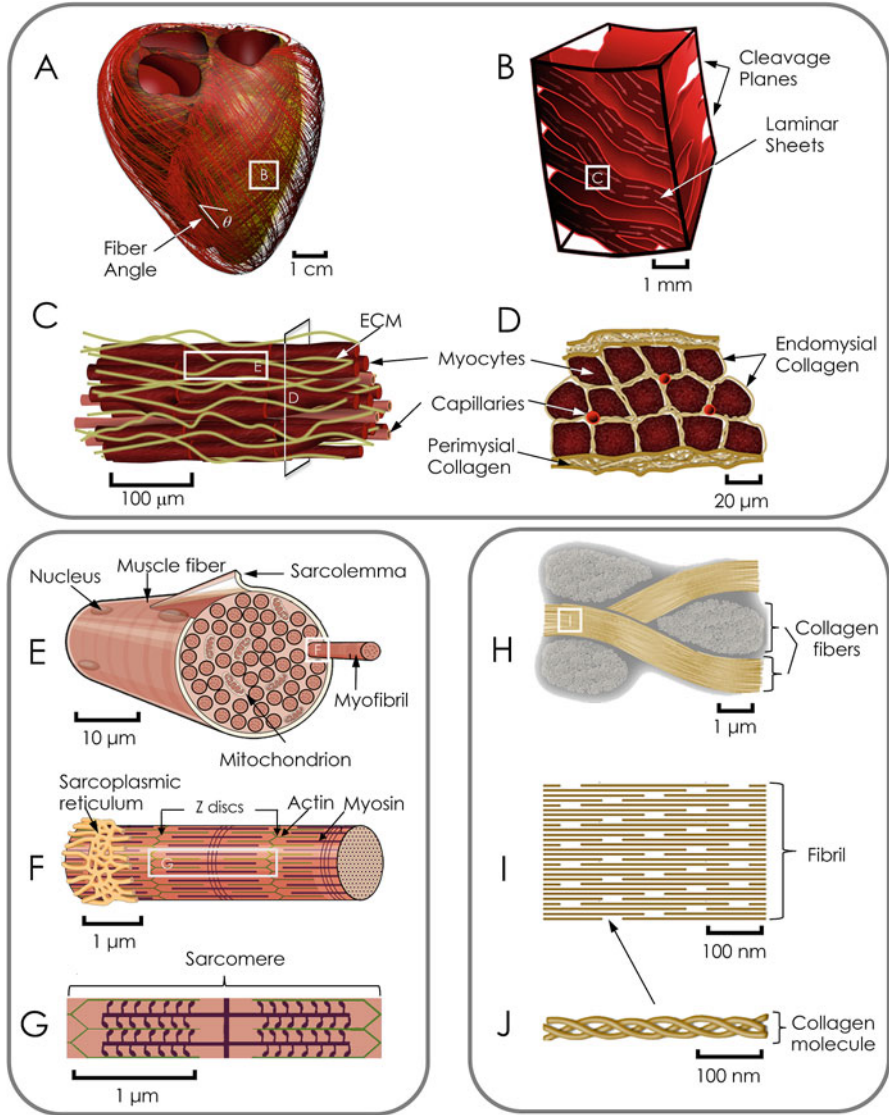 A
B
θ
Fiber
Angle
1 cm
B
Cleavage
Planes
Laminar
Sheets
C
1 mm
C
ECM
E
D
Myocytes
Capillaries
Perimysial
Collagen
100 μm
D
Endomysial
Collagen
20 μm
E
Nucleus
Muscle fiber
Sarcolemma
F
Myofibril
Mitochondrion
10 μm
F
Sarcoplasmic
reticulum
Z discs
Actin
Myosin
G
1 μm
G
Sarcomere
1 μm
H
I
Collagen
fibers
1 μm
I
Fibril
100 nm
J
Collagen
molecule
100 nm